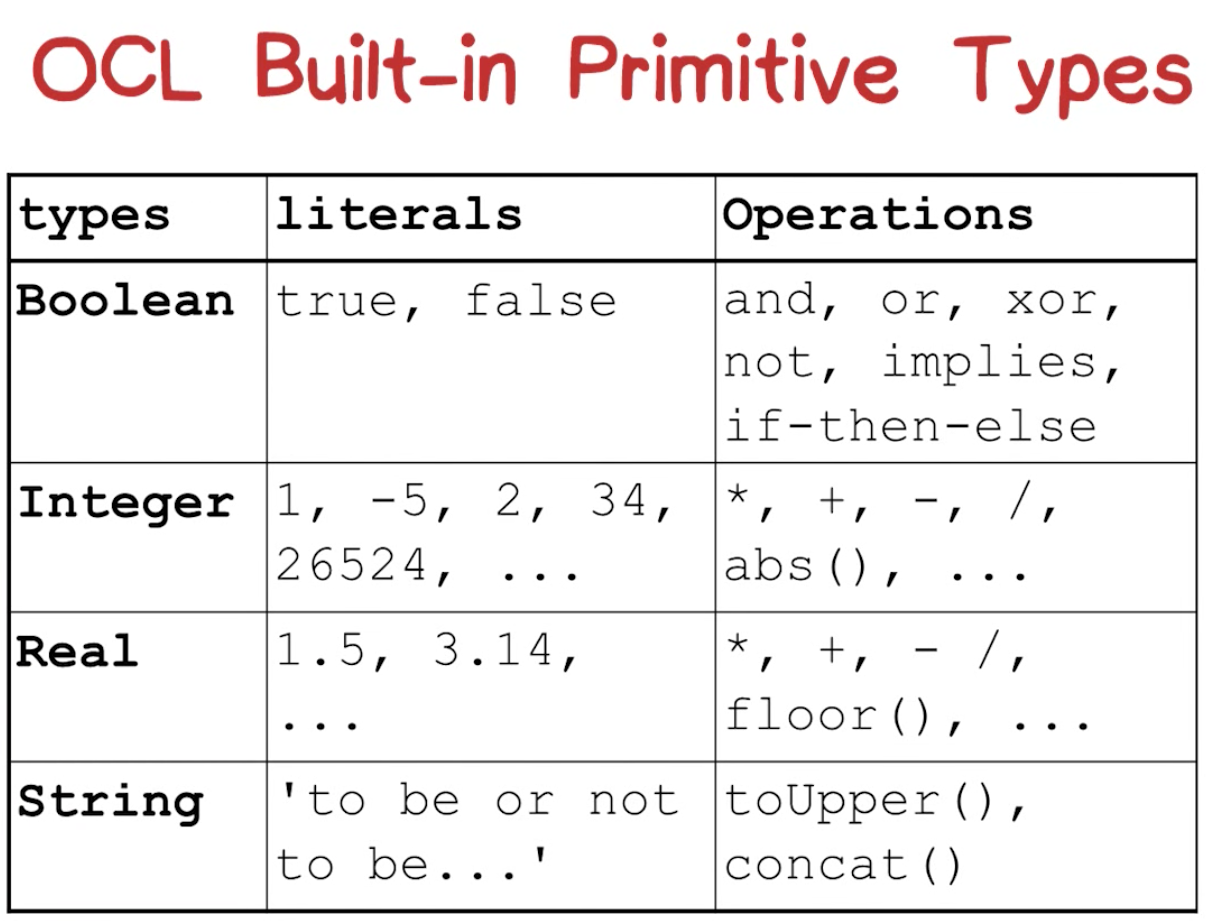 OCL Built-in Primitive Types
types literals Operations
Boolean true, false and, or, xor,
not, implies,
if-then-else
Integer 1, -5, 2, 34, *, +, -, /,
26524, ... abs(), ...
Real 1.5, 3.14, *, +, - /,
... floor(), ...
String 'to be or not toUpper(),
to be...' concat()